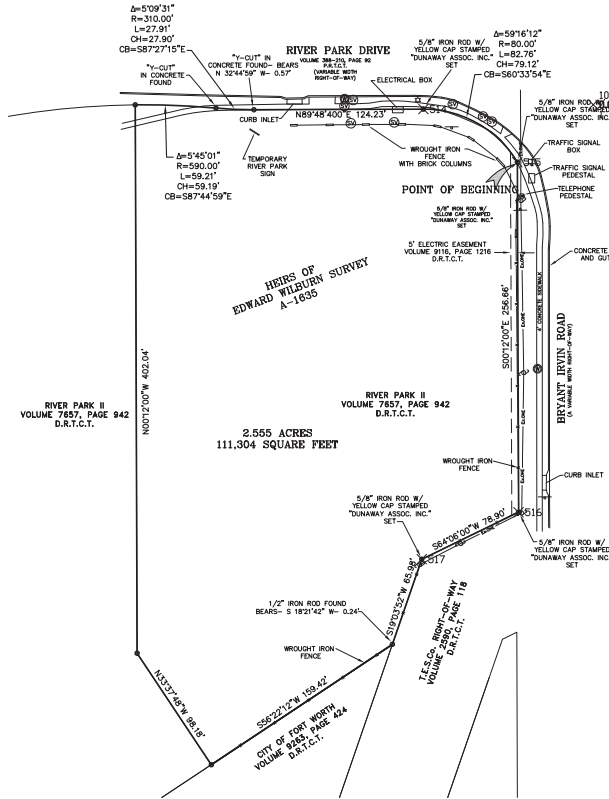 Δ=5°09'31"
R=310.00'
L=27.91'
CH=27.90'
CB=S87°27'15"E
"Y-CUT"
IN CONCRETE
FOUND
"Y-CUT" IN
CONCRETE FOUND- BEARS
N 32°44'59" W- 0.57'
RIVER PARK DRIVE
VOLUME 388-210, PAGE 92
P.R.T.C.T.
(VARIABLE WIDTH
RIGHT-OF-WAY)
5/8" IRON ROD W/
YELLOW CAP STAMPED
"DUNAWAY ASSOC. INC."
SET
ELECTRICAL BOX
Δ=59°16'12"
R=80.00'
L=82.76'
CH=79.12'
CB=S60°33'54"E
5/8" IRON ROD W/
YELLOW CAP STAMPED
"DUNAWAY ASSOC. INC."
SET
CURB INLET
N89°48'400"E 124.23'
514
SV
SV
SV
SV
TRAFFIC SIGNAL
BOX
515
TRAFFIC SIGNAL
PEDESTAL
TELEPHONE
PEDESTAL
Δ=5°45'01"
R=590.00'
L=59.21'
CH=59.19'
CB=S87°44'59"E
TEMPORARY
RIVER PARK
SIGN
WROUGHT IRON
FENCE
WITH BRICK COLUMNS
POINT OF BEGINNING
5/8" IRON ROD W/
YELLOW CAP STAMPED
"DUNAWAY ASSOC. INC."
SET
5' ELECTRIC EASEMENT
VOLUME 9116, PAGE 1216
D.R.T.C.T.
CONCRETE
AND GUT
HEIRS OF
EDWARD WILBURN SURVEY
A-1635
S00°12'00"E 256.66'
4' CONCRETE SIDEWALK
BRYANT IRVIN ROAD
(A VARIABLE WIDTH RIGHT-OF-WAY)
N00°12'00"W 402.04'
RIVER PARK II
VOLUME 7657, PAGE 942
D.R.T.C.T.
RIVER PARK II
VOLUME 7657, PAGE 942
D.R.T.C.T.
2.555 ACRES
111,304 SQUARE FEET
WROUGHT IRON
FENCE
CURB INLET
5/8" IRON ROD W/
YELLOW CAP STAMPED
"DUNAWAY ASSOC. INC."
SET
S64°06'00"W 78.90'
516
517
5/8" IRON ROD W/
YELLOW CAP STAMPED
"DUNAWAY ASSOC. INC."
SET
S19°03'52"W 65.98'
1/2" IRON ROD FOUND
BEARS- S 18°21'42" W- 0.24'
WROUGHT IRON
FENCE
T.E.S.Co. RIGHT-OF-WAY
VOLUME 2590, PAGE 118
D.R.T.C.T.
N33°37'48"W 98.18'
S56°22'12"W 159.42'
CITY OF FORT WORTH
VOLUME 9263, PAGE 424
D.R.T.C.T.